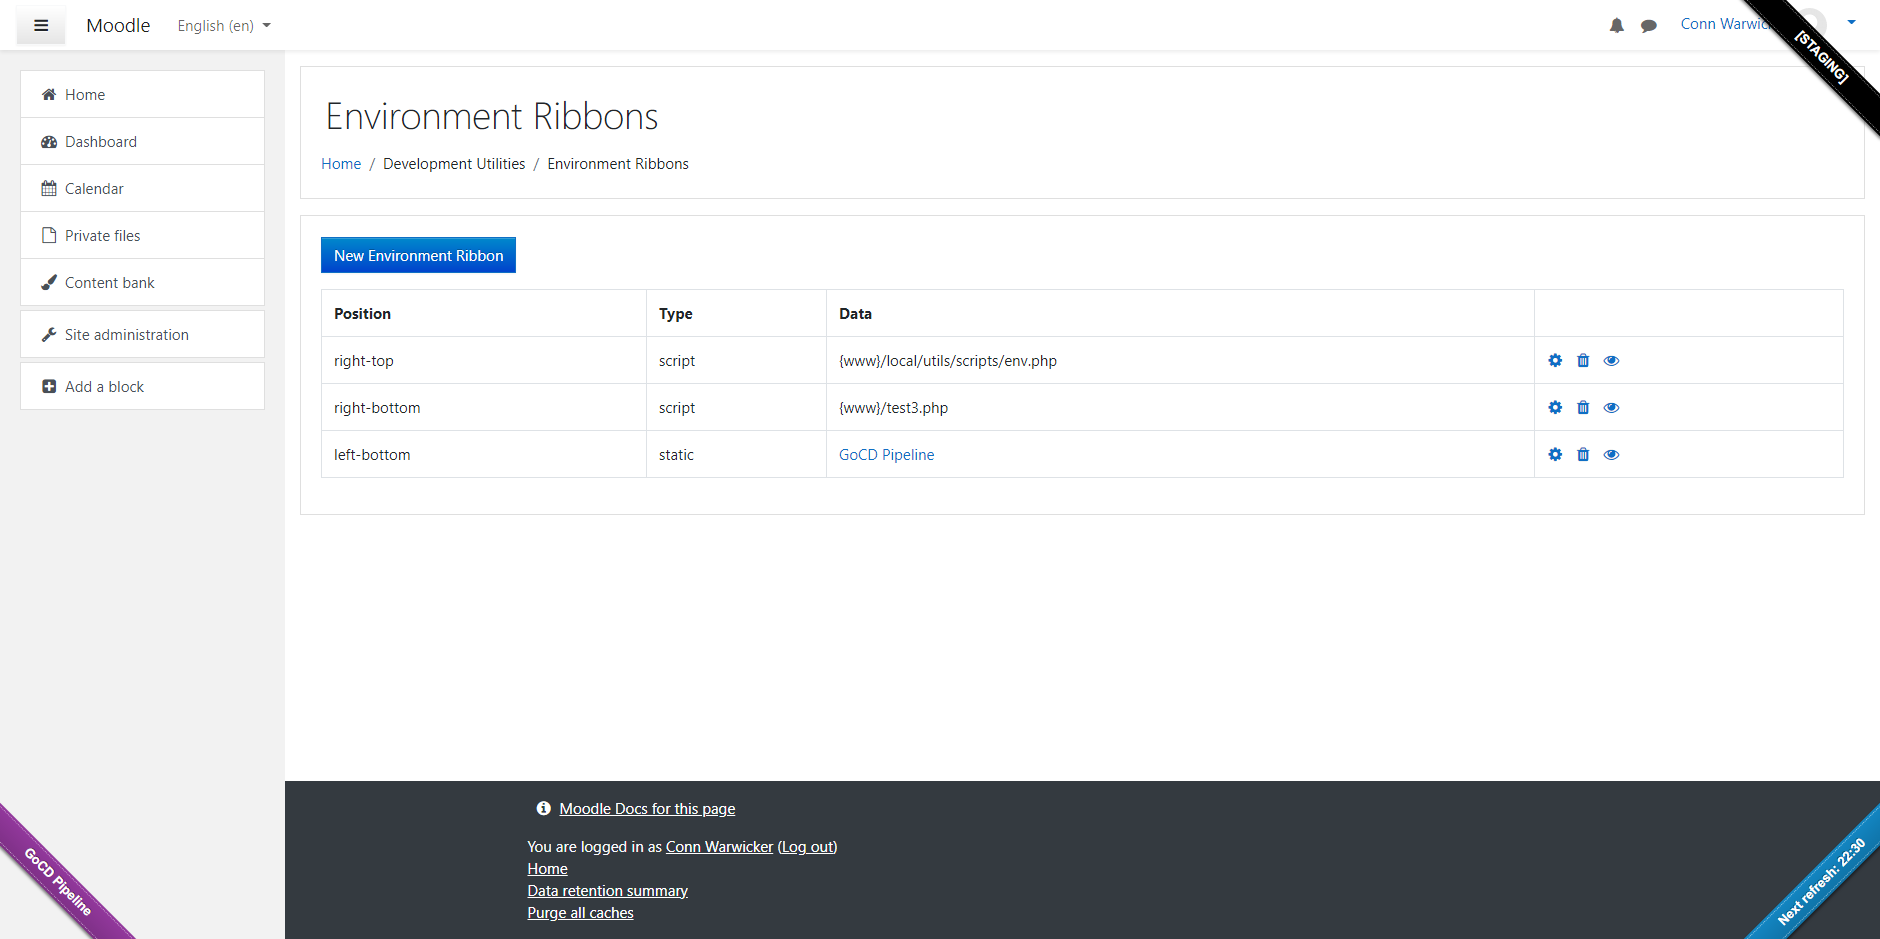 Moodle
English (en)
Conn Warwick
[STAGING]
Home
Dashboard
Calendar
Private files
Content bank
Site administration
Add a block
Environment Ribbons
Home / Development Utilities / Environment Ribbons
New Environment Ribbon
Position Type Data
right-top script {www}/local/utils/scripts/env.php
right-bottom script {www}/test3.php
left-bottom static GoCD Pipeline
Moodle Docs for this page
You are logged in as Conn Warwicker (Log out)
Home
Data retention summary
Purge all caches
GoCD Pipeline
Next refresh: 22:30